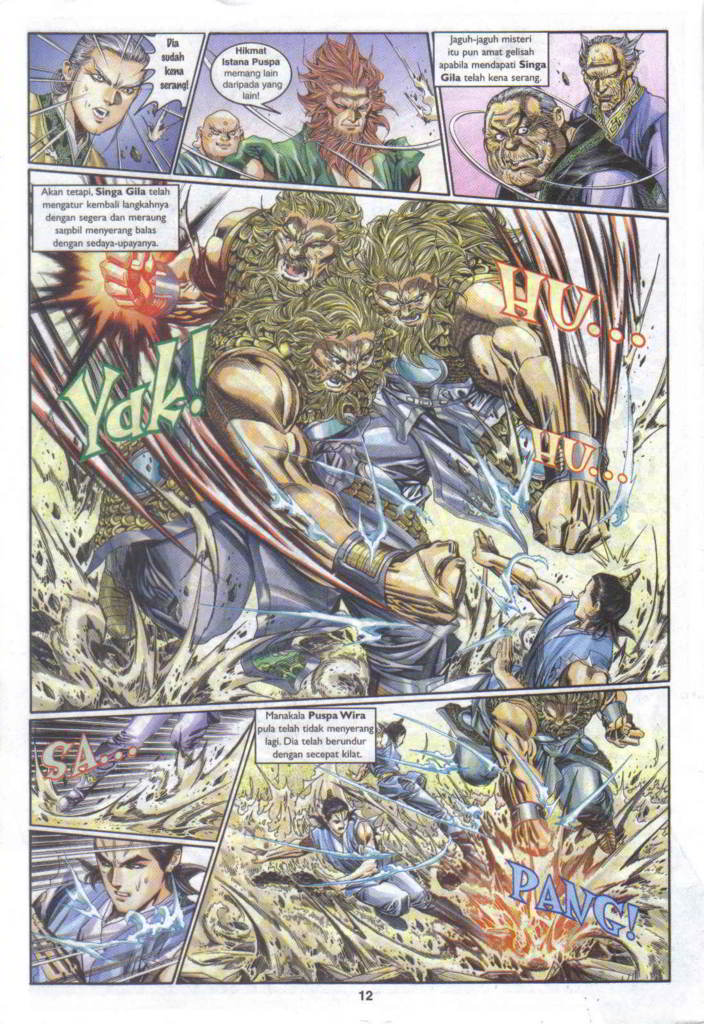 Dia
sudah
kena
serang!
Hikmat
Istana Puspa
memang lain
daripada yang
lain!
Jaguh-jaguh misteri
itu pun amat gelisah
apabila mendapati Singa
Gila telah kena serang.
Akan tetapi, Singa Gila telah
mengatur kembali langkahnya
dengan segera dan meraung
sambil menyerang balas
dengan sedaya-upayanya.
HU...
Yak!
HU...
SA...
Manakala Puspa Wira
pula telah tidak menyerang
lagi. Dia telah berundur
dengan secepat kilat.
PANG!
12